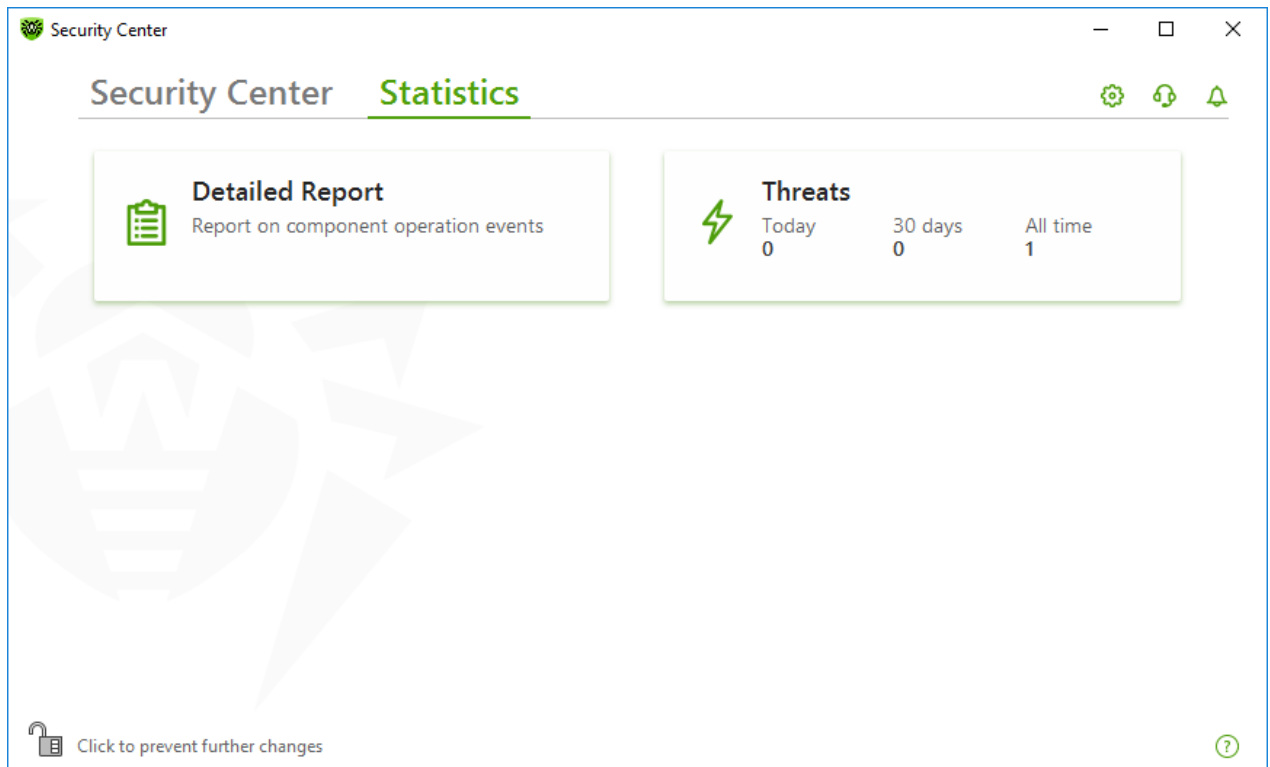 Security Center
Security Center Statistics
Detailed Report
Report on component operation events
Threats
Today 30 days All time
0 0 1
Click to prevent further changes